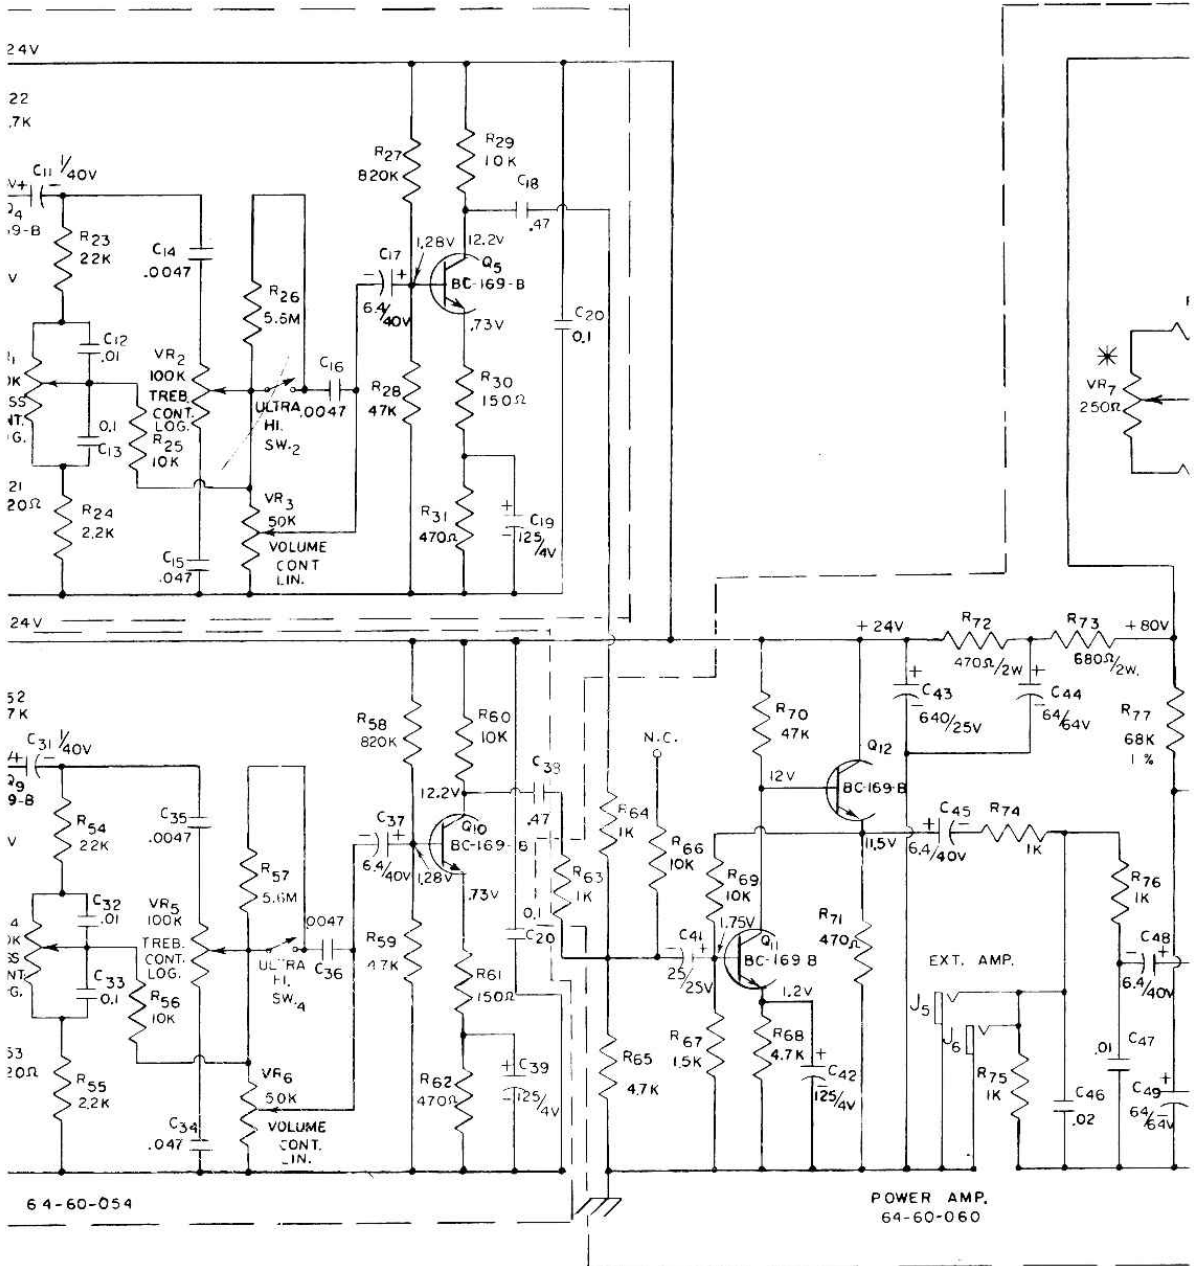 24V
22
.7K
C11
1/40V
V+
Q4
9-B
V
R23
22K
C14
.0047
C12
.01
VR2
100K
TREB.
CONT.
LOG.
0.1
C13
R25
10K
R24
2.2K
C15
.047
21
20Ω
R26
5.6M
ULTRA
HI.
SW.2
C16
.0047
VR3
50K
VOLUME
CONT
LIN.
R27
820K
R29
10K
C18
.47
C17
6.4/40V
1.28V
12.2V
Q5
BC-169-B
.73V
R28
47K
R30
150Ω
R31
470Ω
C19
125/4V
C20
0.1
*
VR7
250Ω
24V
52
7K
C31
1/40V
Q9
9-B
V
R54
22K
C35
.0047
C32
.01
C33
0.1
VR5
100K
TREB.
CONT.
LOG.
R56
10K
53
20Ω
R55
2.2K
C34
.047
R57
5.6M
ULTRA
HI.
SW.4
.0047
C36
VR6
50K
VOLUME
CONT.
LIN.
R58
820K
R60
10K
C38
.47
12.2V
C37
6.4/40V
1.28V
Q10
BC-169-B
.73V
R59
47K
R61
150Ω
R62
470Ω
C39
125/4V
0.1
C20
R63
1K
R64
1K
R65
4.7K
N.C.
R66
10K
C41
25/25V
R69
10K
1.75V
Q11
BC-169 B
1.2V
R67
1.5K
R68
4.7K
C42
125/4V
R70
47K
12V
Q12
BC-169-B
11.5V
R71
470Ω
+24V
C43
640/25V
R72
470Ω/2W
R73
680Ω/2W.
+80V
C44
64/64V
R77
68K
1%
C45
6.4/40V
R74
1K
R76
1K
C48
6.4/40V
EXT. AMP.
J5
J6
R75
1K
C46
.02
.01
C47
C49
64/64V
64-60-054
POWER AMP.
64-60-060